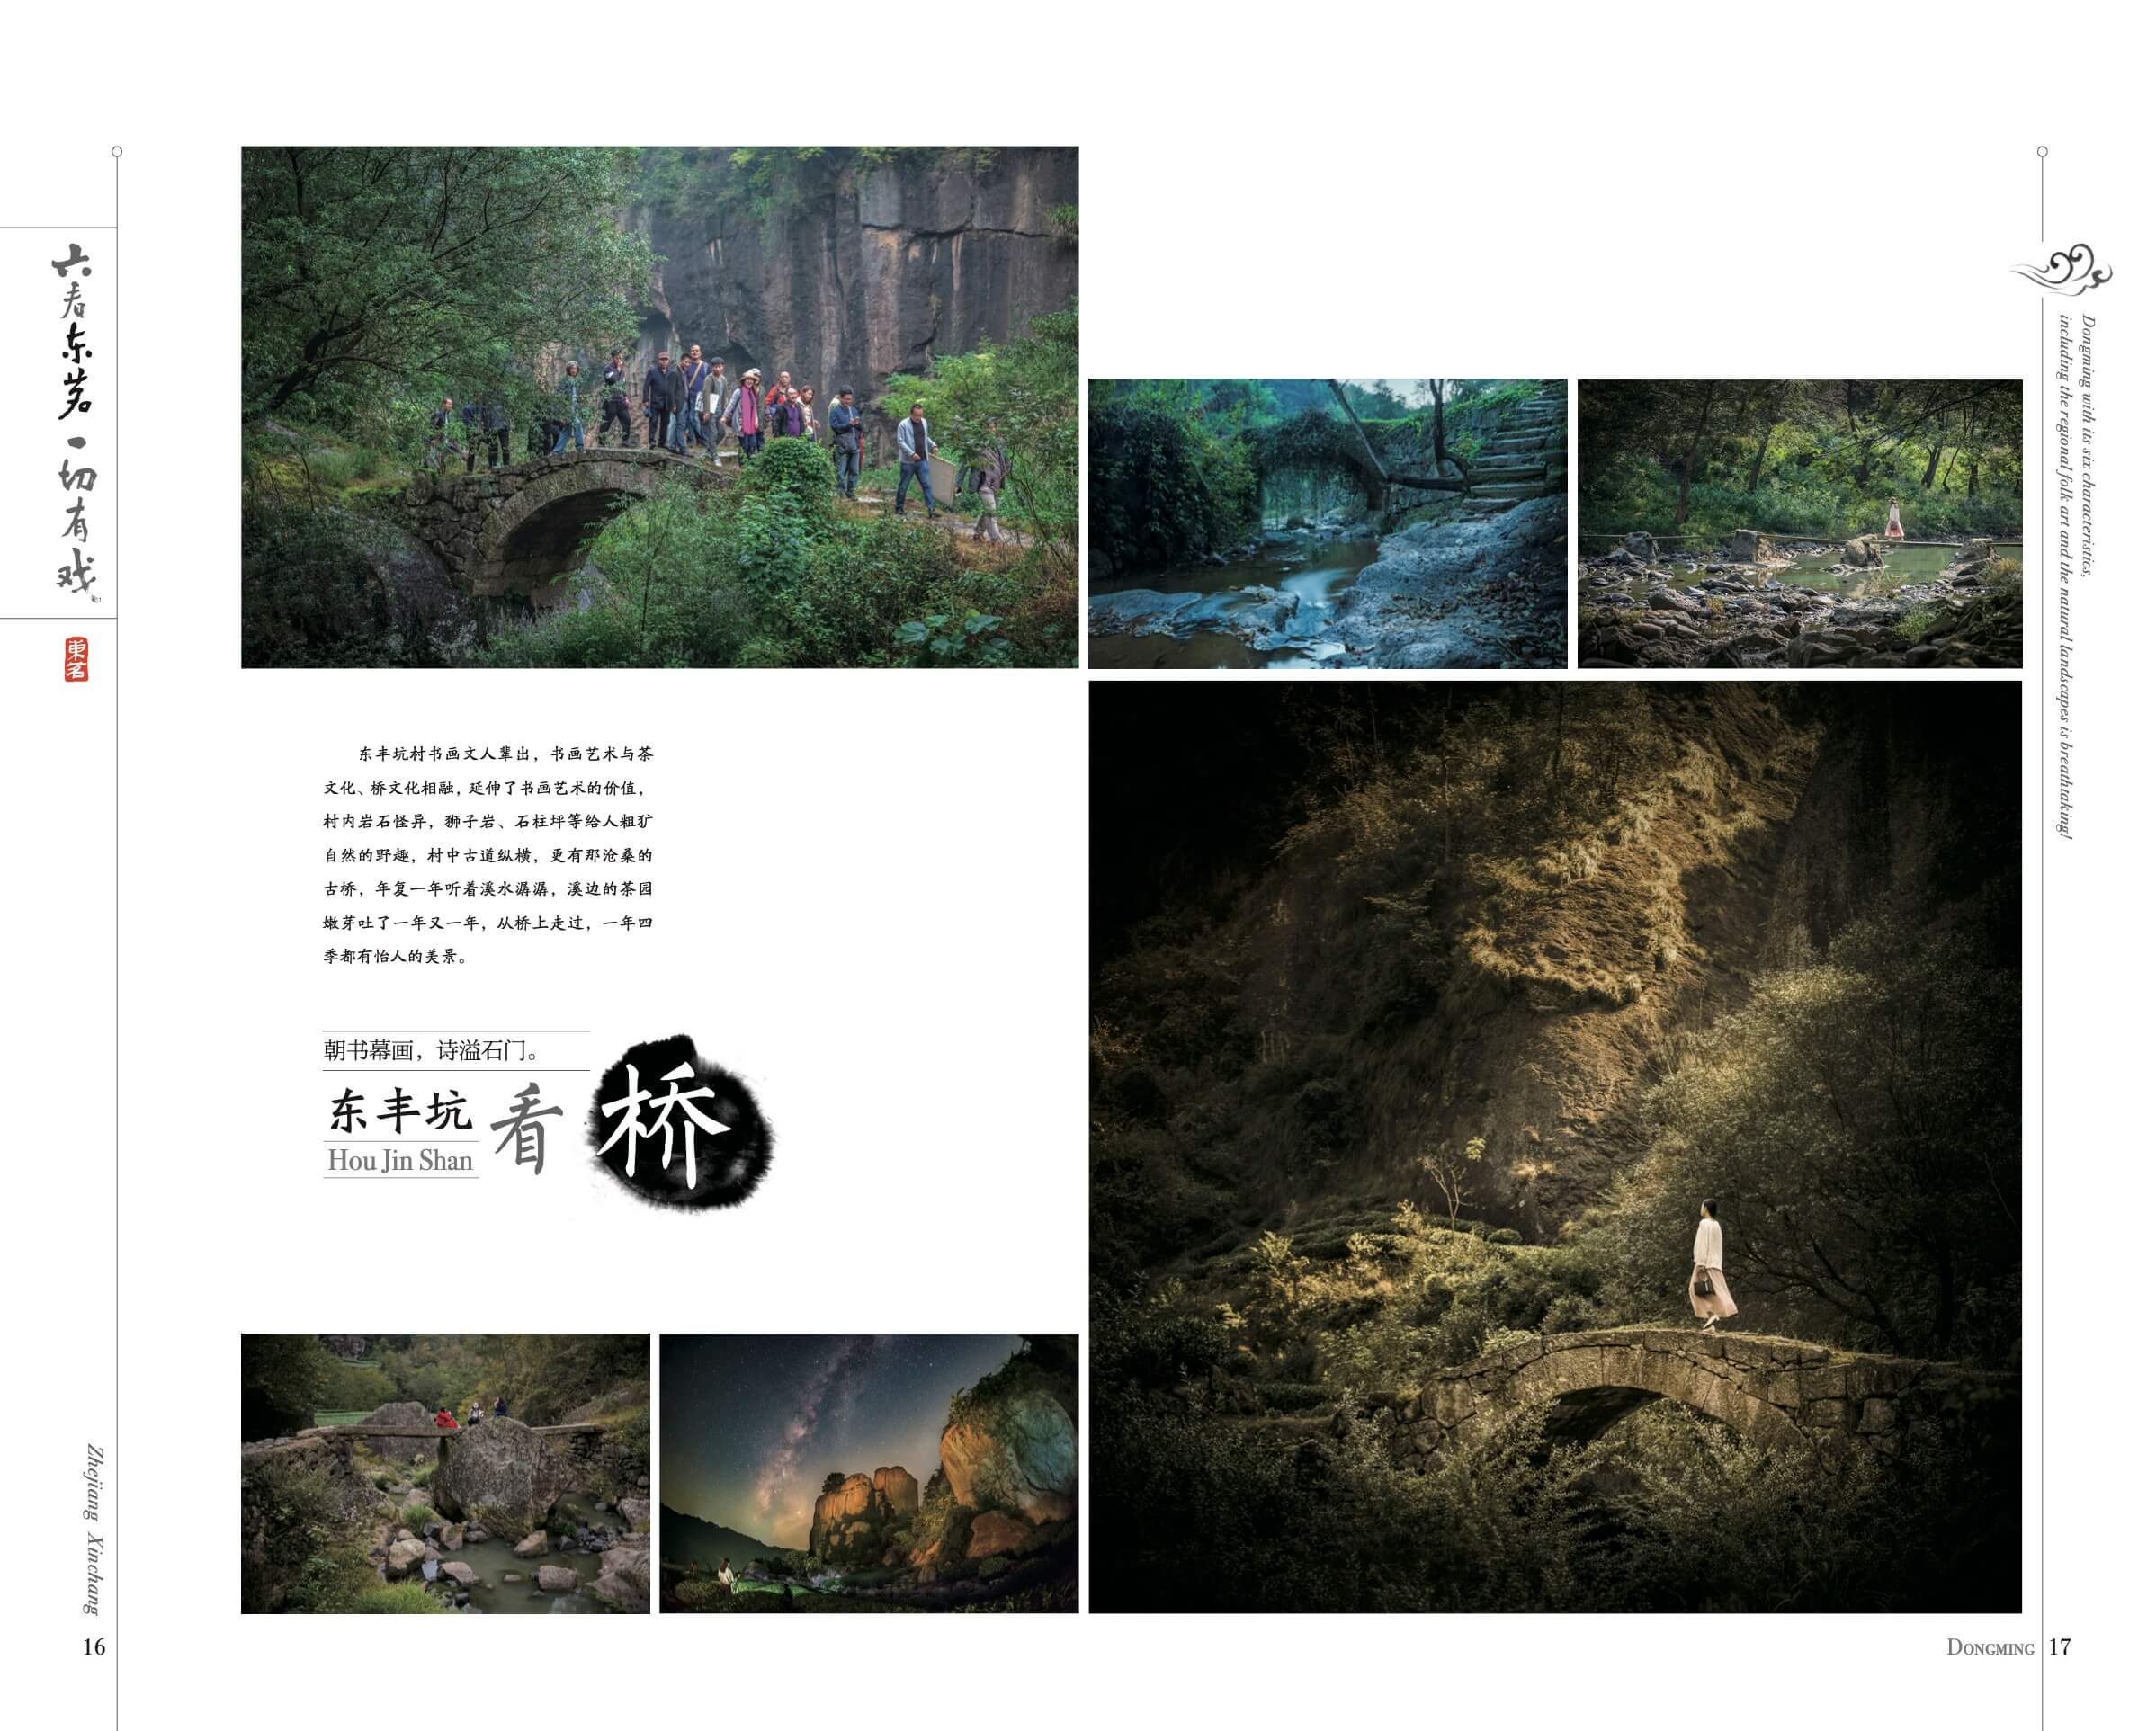 六看东茗一切有戏
東茗
东丰坑村书画文人辈出，书画艺术与茶
文化、桥文化相融，延伸了书画艺术的价值，
村内岩石怪异，狮子岩、石柱坪等给人粗犷
自然的野趣，村中古道纵横，更有那沧桑的
古桥，年复一年听着溪水潺潺，溪边的茶园
嫩芽吐了一年又一年，从桥上走过，一年四
季都有怡人的美景。
朝书幕画，诗溢石门。
东丰坑看桥
Hou Jin Shan
Zhejiang Xinchang
16
Dongming with its six characteristics,
including the regional folk art and the natural landscapes is breathtaking!
DONGMING 17